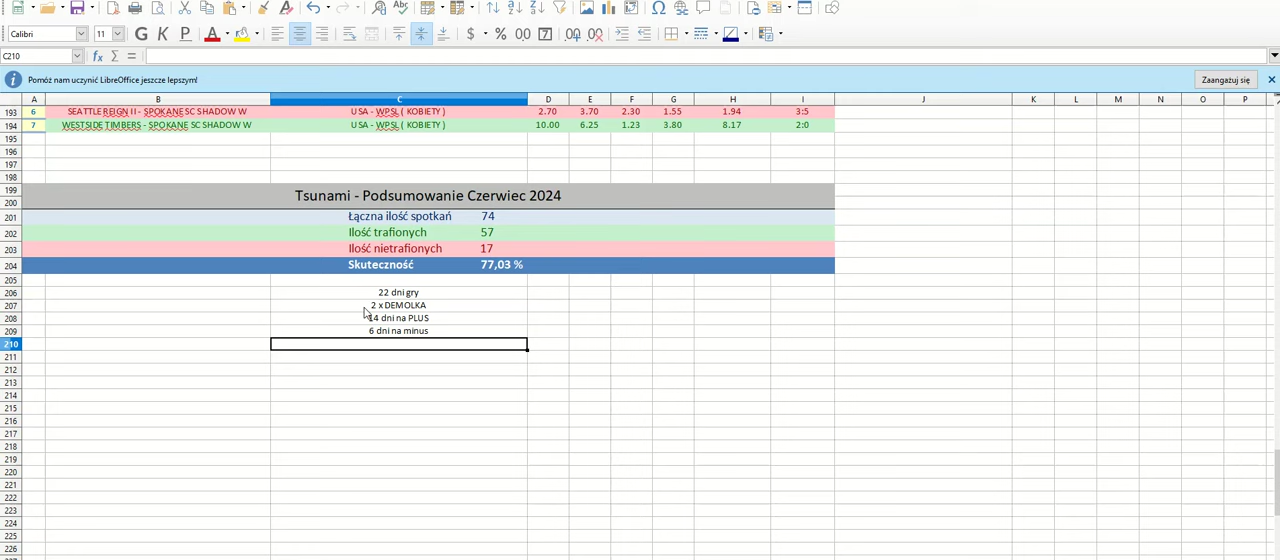 Calibri 11 G K P A $ % 00 7
C210 fx Σ =
Pomóż nam uczynić LibreOffice jeszcze lepszym! Zaangażuj się
A B C D E F G H I J K L M N O P
193 6 SEATTLE REIGN II - SPOKANE SC SHADOW W USA - WPSL ( KOBIETY ) 2.70 3.70 2.30 1.55 1.94 3:5
194 7 WESTSIDE TIMBERS - SPOKANE SC SHADOW W USA - WPSL ( KOBIETY ) 10.00 6.25 1.23 3.80 8.17 2:0
195
196
197
198
199
Tsunami - Podsumowanie Czerwiec 2024
200
201 Łączna ilość spotkań 74
202 Ilość trafionych 57
203 Ilość nietrafionych 17
204 Skuteczność 77,03 %
205
206 22 dni gry
207 2 x DEMOLKA
208 14 dni na PLUS
209 6 dni na minus
210
211
212
213
214
215
216
217
218
219
220
221
222
223
224
225
226